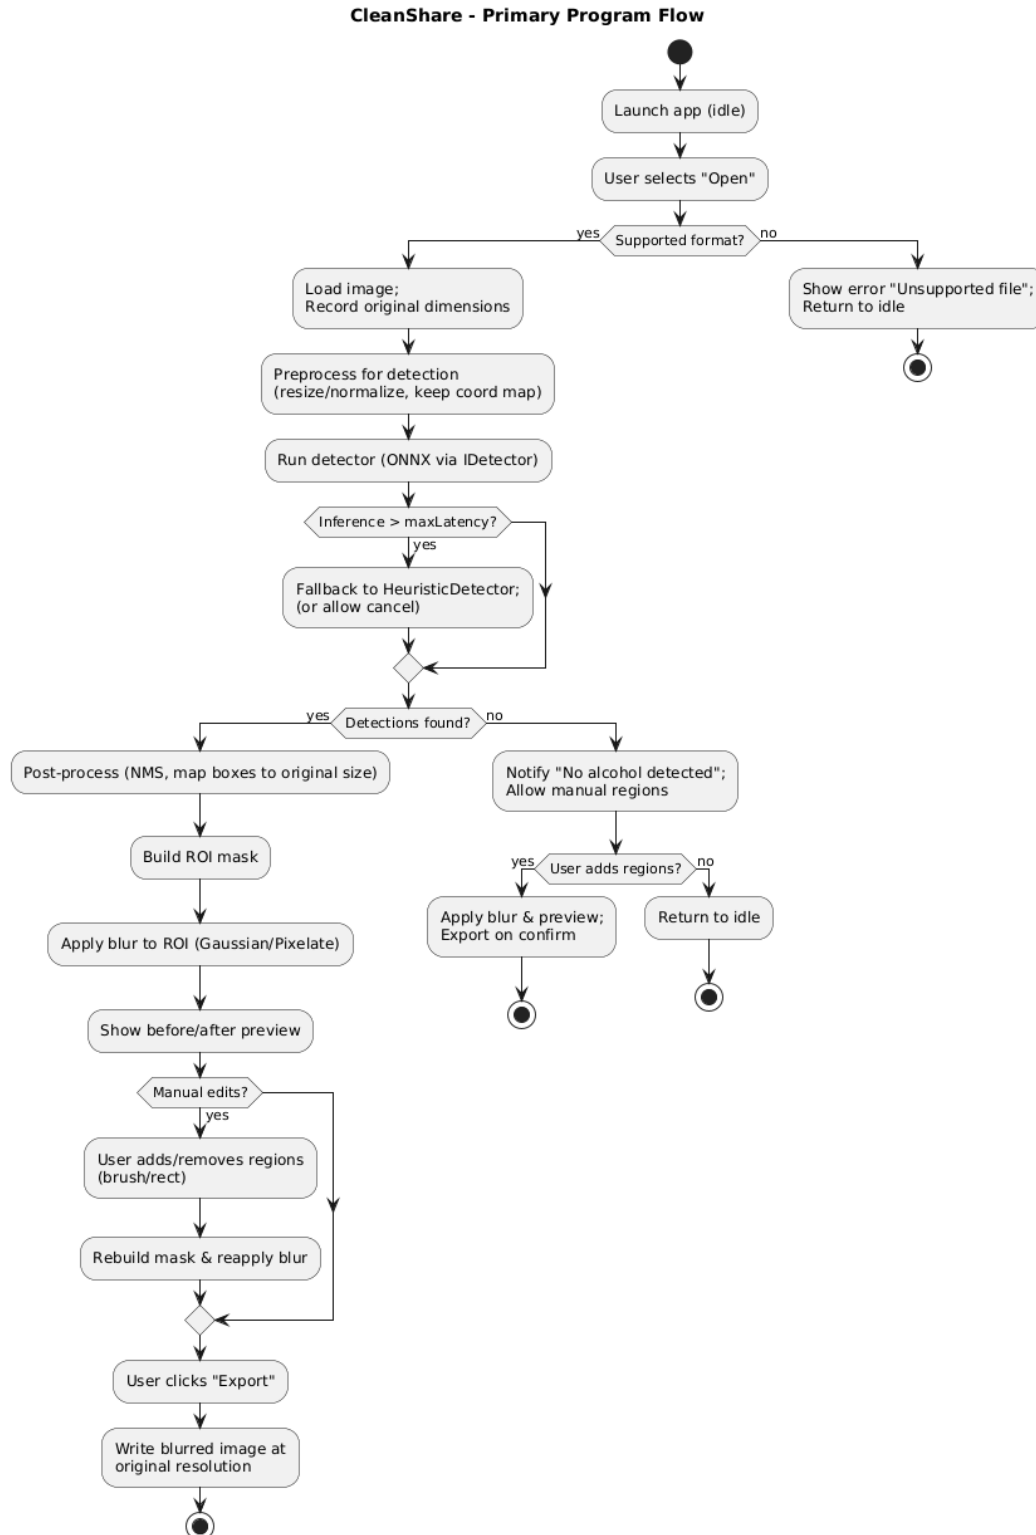 CleanShare - Primary Program Flow
Launch app (idle)
User selects "Open"
yes
Supported format?
no
Load image;
Record original dimensions
Show error "Unsupported file";
Return to idle
Preprocess for detection
(resize/normalize, keep coord map)
Run detector (ONNX via IDetector)
Inference > maxLatency?
yes
Fallback to HeuristicDetector;
(or allow cancel)
yes
Detections found?
no
Post-process (NMS, map boxes to original size)
Notify "No alcohol detected";
Allow manual regions
Build ROI mask
yes
User adds regions?
no
Apply blur & preview;
Export on confirm
Return to idle
Apply blur to ROI (Gaussian/Pixelate)
Show before/after preview
Manual edits?
yes
User adds/removes regions
(brush/rect)
Rebuild mask & reapply blur
User clicks "Export"
Write blurred image at
original resolution